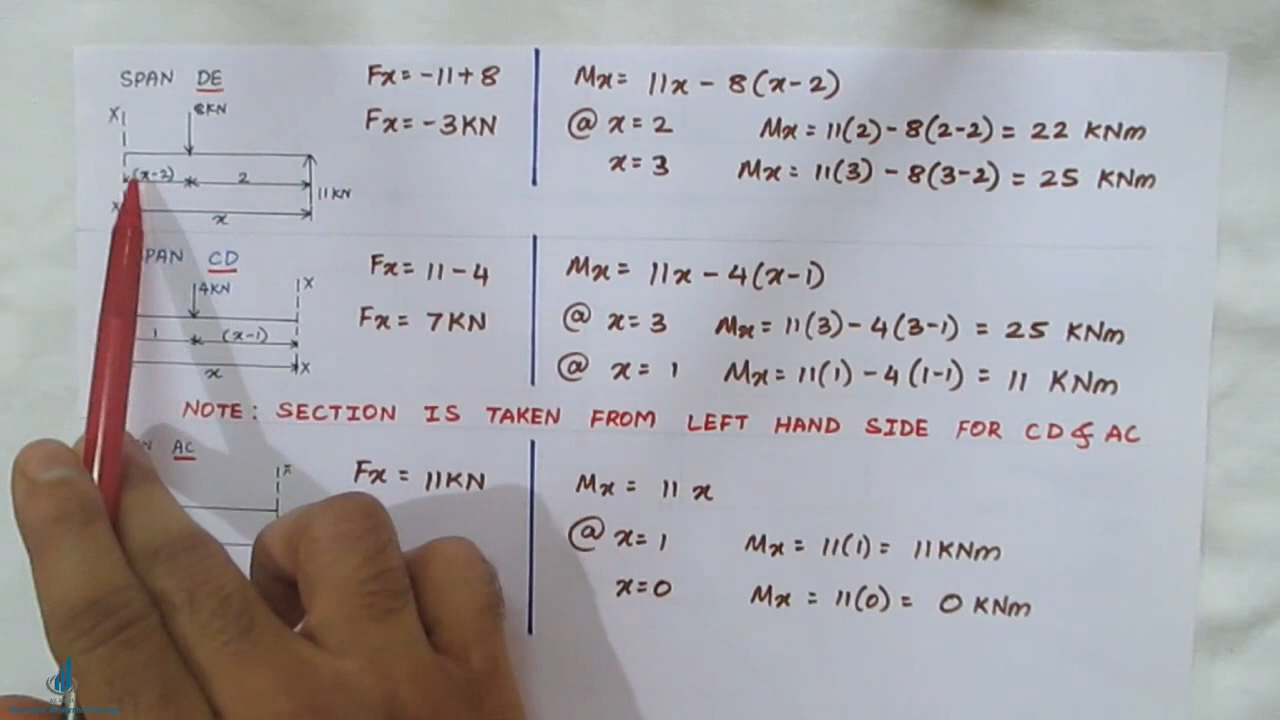 SPAN DE
X
8KN
(x-2)
2
11KN
x
Fx = -11+8
Fx = -3KN
Mx = 11x - 8(x-2)
@ x = 2 Mx = 11(2)-8(2-2) = 22 KNm
x = 3 Mx = 11(3) - 8(3-2) = 25 KNm
PAN CD
4KN
X
1
(x-1)
x
X
Fx = 11-4
Fx = 7KN
Mx = 11x - 4(x-1)
@ x = 3 Mx = 11(3)-4(3-1) = 25 KNm
@ x = 1 Mx = 11(1)-4(1-1) = 11 KNm
NOTE: SECTION IS TAKEN FROM LEFT HAND SIDE FOR CD & AC
N AC
Fx = 11KN
Mx = 11 x
@ x = 1 Mx = 11(1) = 11KNm
x=0 Mx = 11(0) = 0 KNm